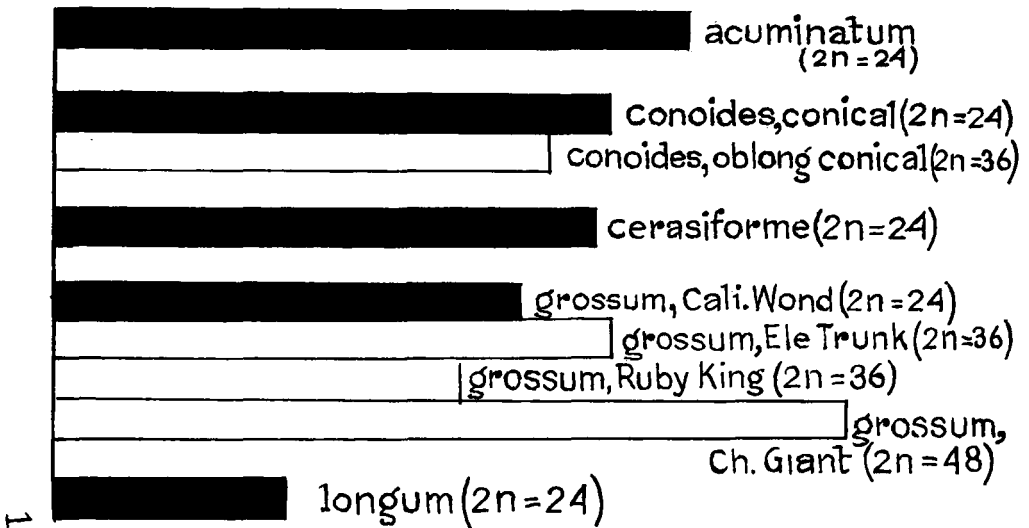 acuminatum
(2n=24)
conoides,conical(2n=24)
conoides,oblong conical(2n=36)
cerasiforme(2n=24)
grossum, Cali.Wond(2n=24)
grossum,Ele Trunk(2n=36)
grossum, Ruby King (2n=36)
grossum,
Ch. Giant (2n=48)
longum(2n=24)
1